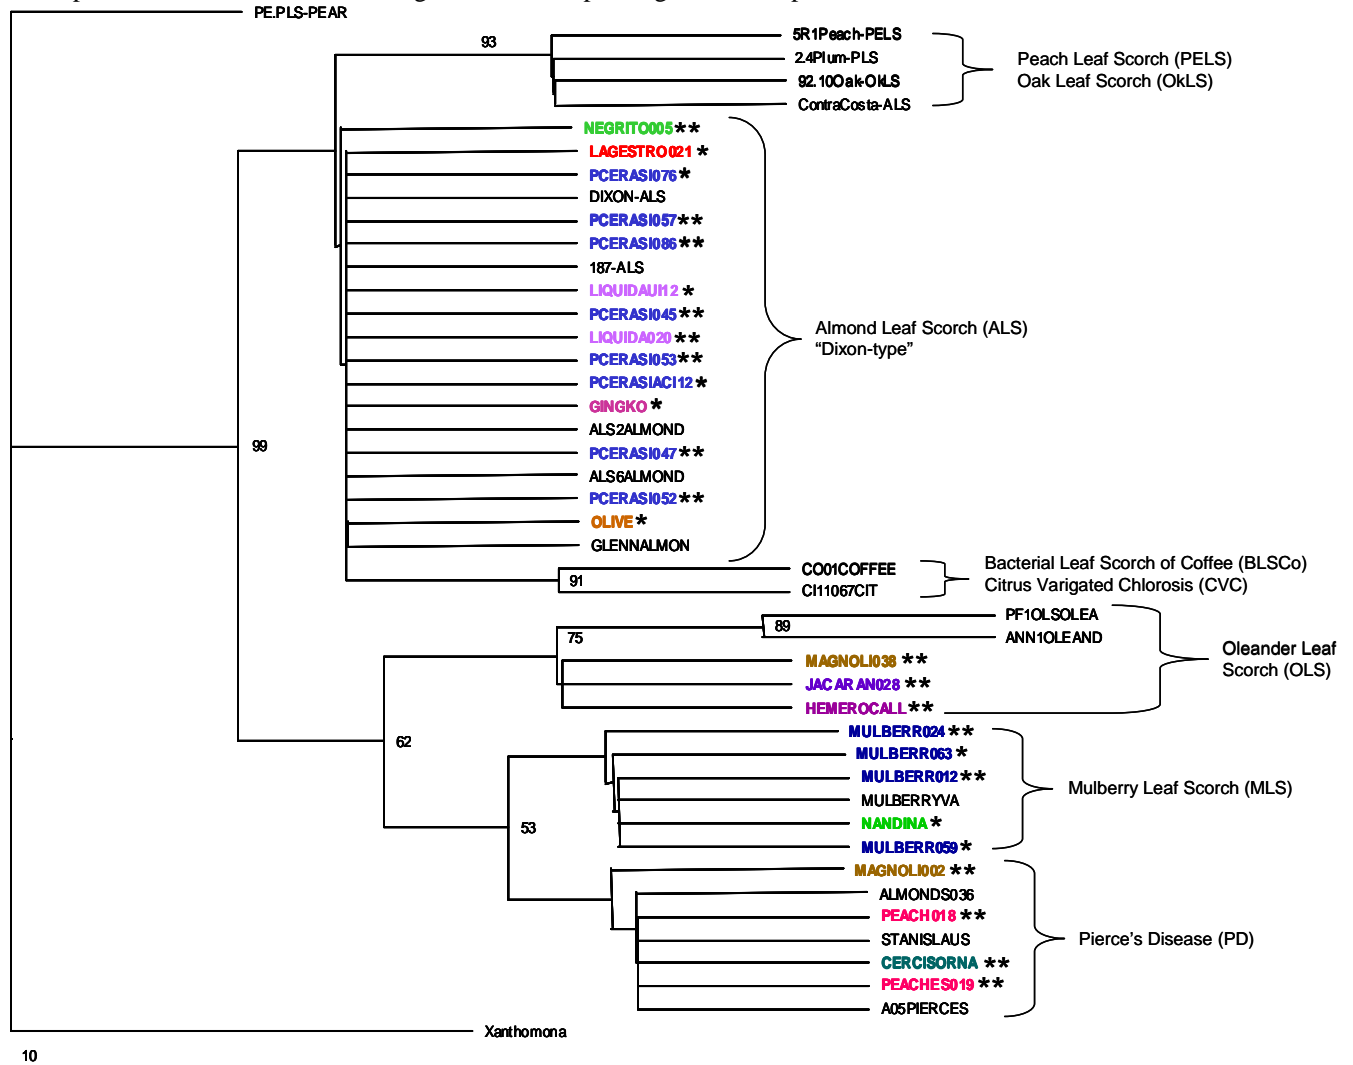 PE.PLS-PEAR
93
5R1Peach-PELS
2.4Plum-PLS
92.10Oak-OkLS
ContraCosta-ALS
Peach Leaf Scorch (PELS)
Oak Leaf Scorch (OkLS)
NEGRITO005**
LAGESTRO021*
PCERASI076*
DIXON-ALS
PCERASI057**
PCERASI086**
187-ALS
LIQUIDAUI12*
PCERASI045**
LIQUIDA020**
PCERASI053**
PCERASIACI12*
GINGKO*
ALS2ALMOND
PCERASI047**
ALS6ALMOND
PCERASI052**
OLIVE*
GLENNALMON
Almond Leaf Scorch (ALS)
“Dixon-type”
99
91
CO01COFFEE
CI11067CIT
Bacterial Leaf Scorch of Coffee (BLSCo)
Citrus Varigated Chlorosis (CVC)
75
89
PF1OLSOLEA
ANN1OLEAND
MAGNOLI038**
JACARAN028**
HEMEROCALL**
Oleander Leaf
Scorch (OLS)
62
53
MULBERR024**
MULBERR063*
MULBERR012**
MULBERRYVA
NANDINA*
MULBERR059*
Mulberry Leaf Scorch (MLS)
MAGNOLI002**
ALMONDS036
PEACH018**
STANISLAUS
CERCISORNA**
PEACHES019**
A05PIERCES
Pierce’s Disease (PD)
Xanthomona
10